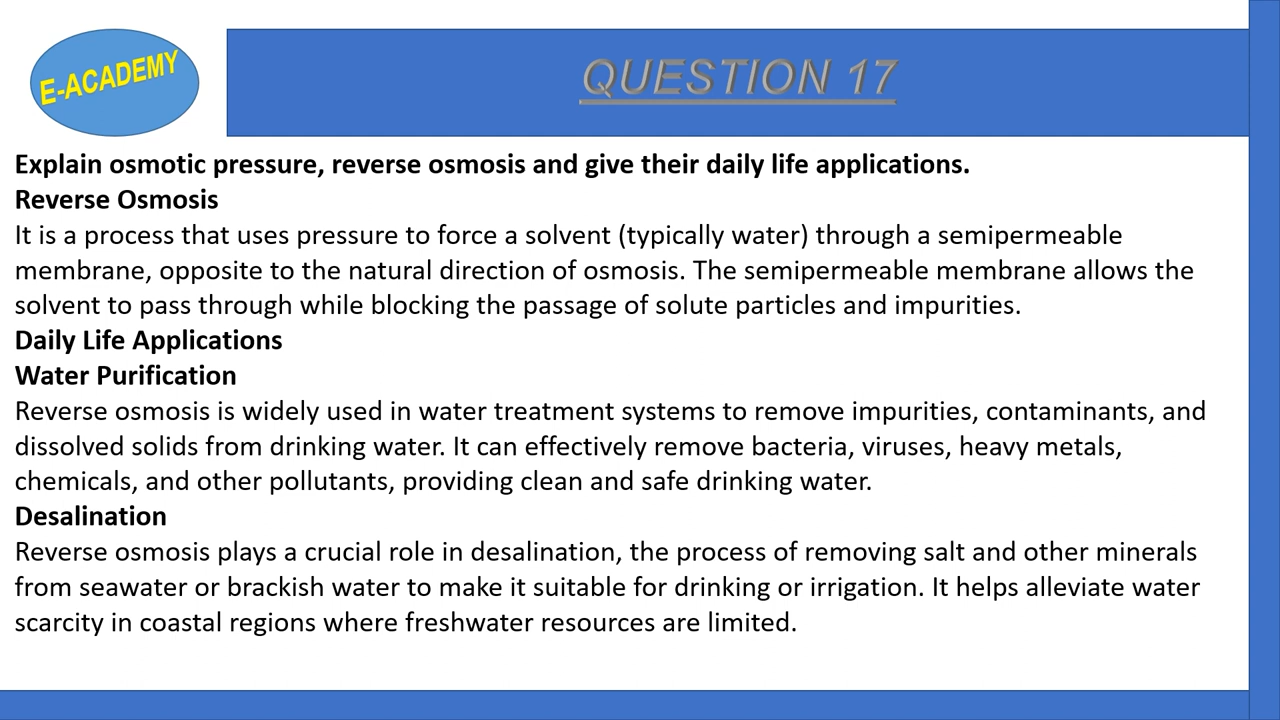 E-ACADEMY
QUESTION 17
Explain osmotic pressure, reverse osmosis and give their daily life applications.
Reverse Osmosis
It is a process that uses pressure to force a solvent (typically water) through a semipermeable
membrane, opposite to the natural direction of osmosis. The semipermeable membrane allows the
solvent to pass through while blocking the passage of solute particles and impurities.
Daily Life Applications
Water Purification
Reverse osmosis is widely used in water treatment systems to remove impurities, contaminants, and
dissolved solids from drinking water. It can effectively remove bacteria, viruses, heavy metals,
chemicals, and other pollutants, providing clean and safe drinking water.
Desalination
Reverse osmosis plays a crucial role in desalination, the process of removing salt and other minerals
from seawater or brackish water to make it suitable for drinking or irrigation. It helps alleviate water
scarcity in coastal regions where freshwater resources are limited.